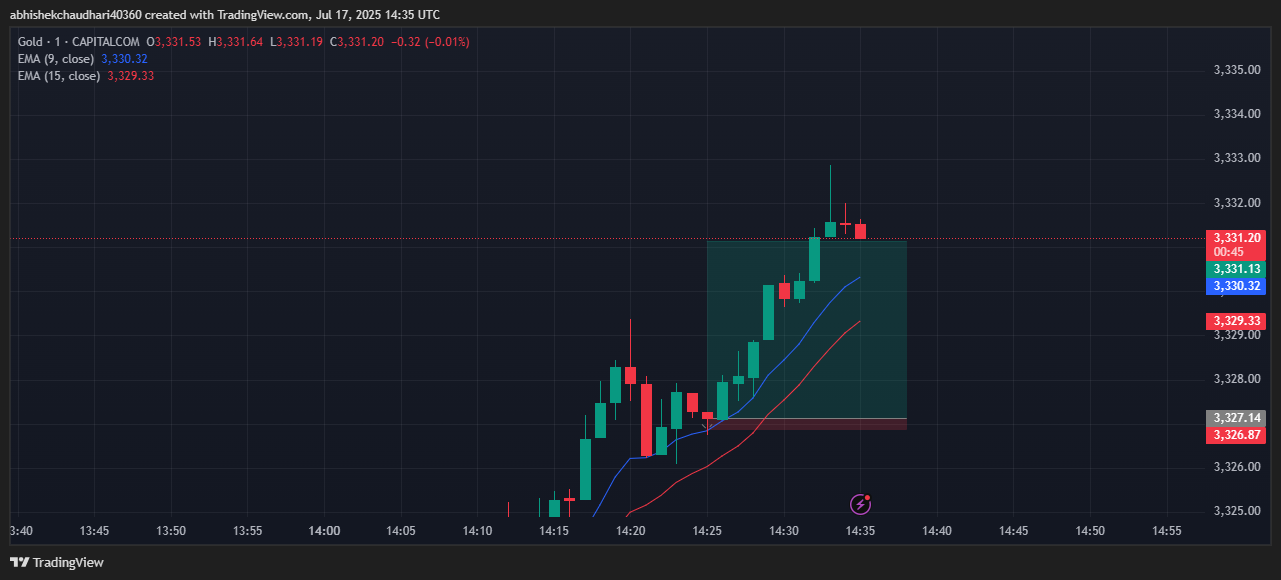 abhishekchaudhari40360 created with TradingView.com, Jul 17, 2025 14:35 UTC
Gold · 1 · CAPITALCOM O3,331.53 H3,331.64 L3,331.19 C3,331.20 −0.32 (−0.01%)
EMA (9, close) 3,330.32
EMA (15, close) 3,329.33
3,335.00
3,334.00
3,333.00
3,332.00
3,331.20
00:45
3,331.13
3,330.32
3,329.33
3,329.00
3,328.00
3,327.14
3,326.87
3,326.00
3,325.00
3:40 13:45 13:50 13:55 14:00 14:05 14:10 14:15 14:20 14:25 14:30 14:35 14:40 14:45 14:50 14:55
TradingView